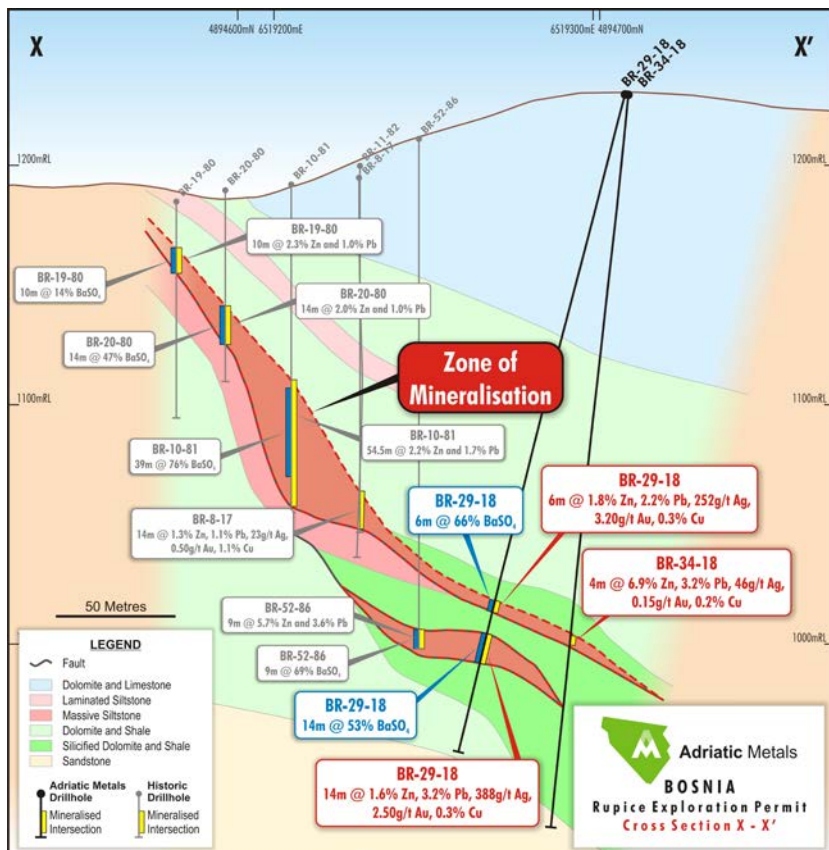 4894600mN 6519200mE
6519300mE 4894700mN
X
X'
BR-29-18
BR-34-18
BR-52-86
BR-11-82
BR-8-17
BR-10-81
BR-20-80
BR-19-80
1200mRL
1200mRL
BR-19-80
10m @ 2.3% Zn and 1.0% Pb
BR-19-80
10m @ 14% BaSO₄
BR-20-80
14m @ 2.0% Zn and 1.0% Pb
BR-20-80
14m @ 47% BaSO₄
Zone of
Mineralisation
1100mRL
1100mRL
BR-10-81
54.5m @ 2.2% Zn and 1.7% Pb
BR-10-81
39m @ 76% BaSO₄
BR-29-18
6m @ 66% BaSO₄
BR-29-18
6m @ 1.8% Zn, 2.2% Pb, 252g/t Ag,
3.20g/t Au, 0.3% Cu
BR-8-17
14m @ 1.3% Zn, 1.1% Pb, 23g/t Ag,
0.50g/t Au, 1.1% Cu
BR-34-18
4m @ 6.9% Zn, 3.2% Pb, 46g/t Ag,
0.15g/t Au, 0.2% Cu
50 Metres
BR-52-86
9m @ 5.7% Zn and 3.6% Pb
BR-52-86
9m @ 69% BaSO₄
1000mRL
1000mRL
BR-29-18
14m @ 53% BaSO₄
BR-29-18
14m @ 1.6% Zn, 3.2% Pb, 388g/t Ag,
2.50g/t Au, 0.3% Cu
LEGEND
Fault
Dolomite and Limestone
Laminated Siltstone
Massive Siltstone
Dolomite and Shale
Silicified Dolomite and Shale
Sandstone
Adriatic Metals
Drillhole
Mineralised
Intersection
Historic
Drillhole
Mineralised
Intersection
Adriatic Metals
BOSNIA
Rupice Exploration Permit
Cross Section X - X'